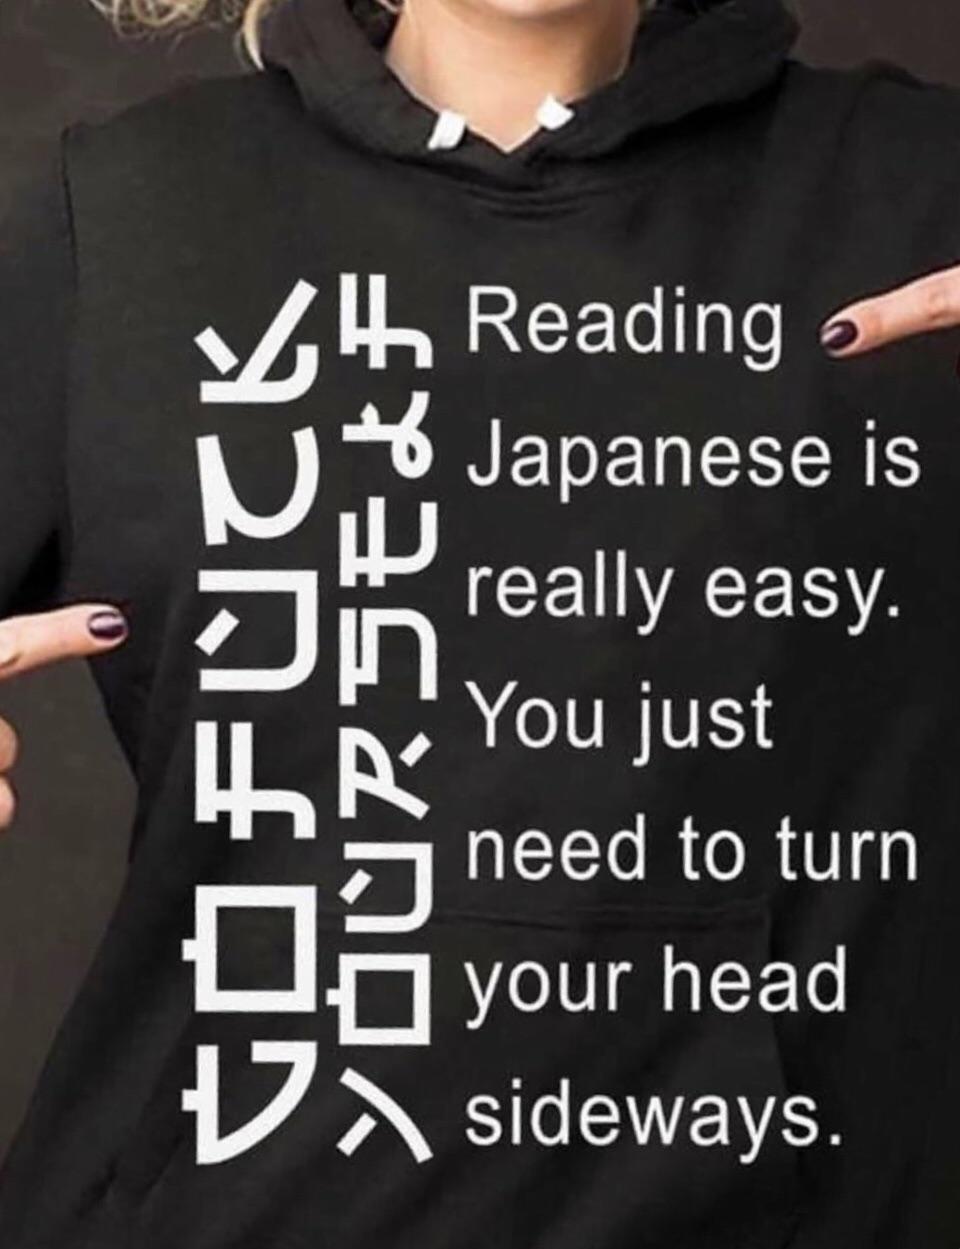 GO FUCK
YOURSELF
Reading
Japanese is
really easy.
You just
need to turn
your head
sideways.